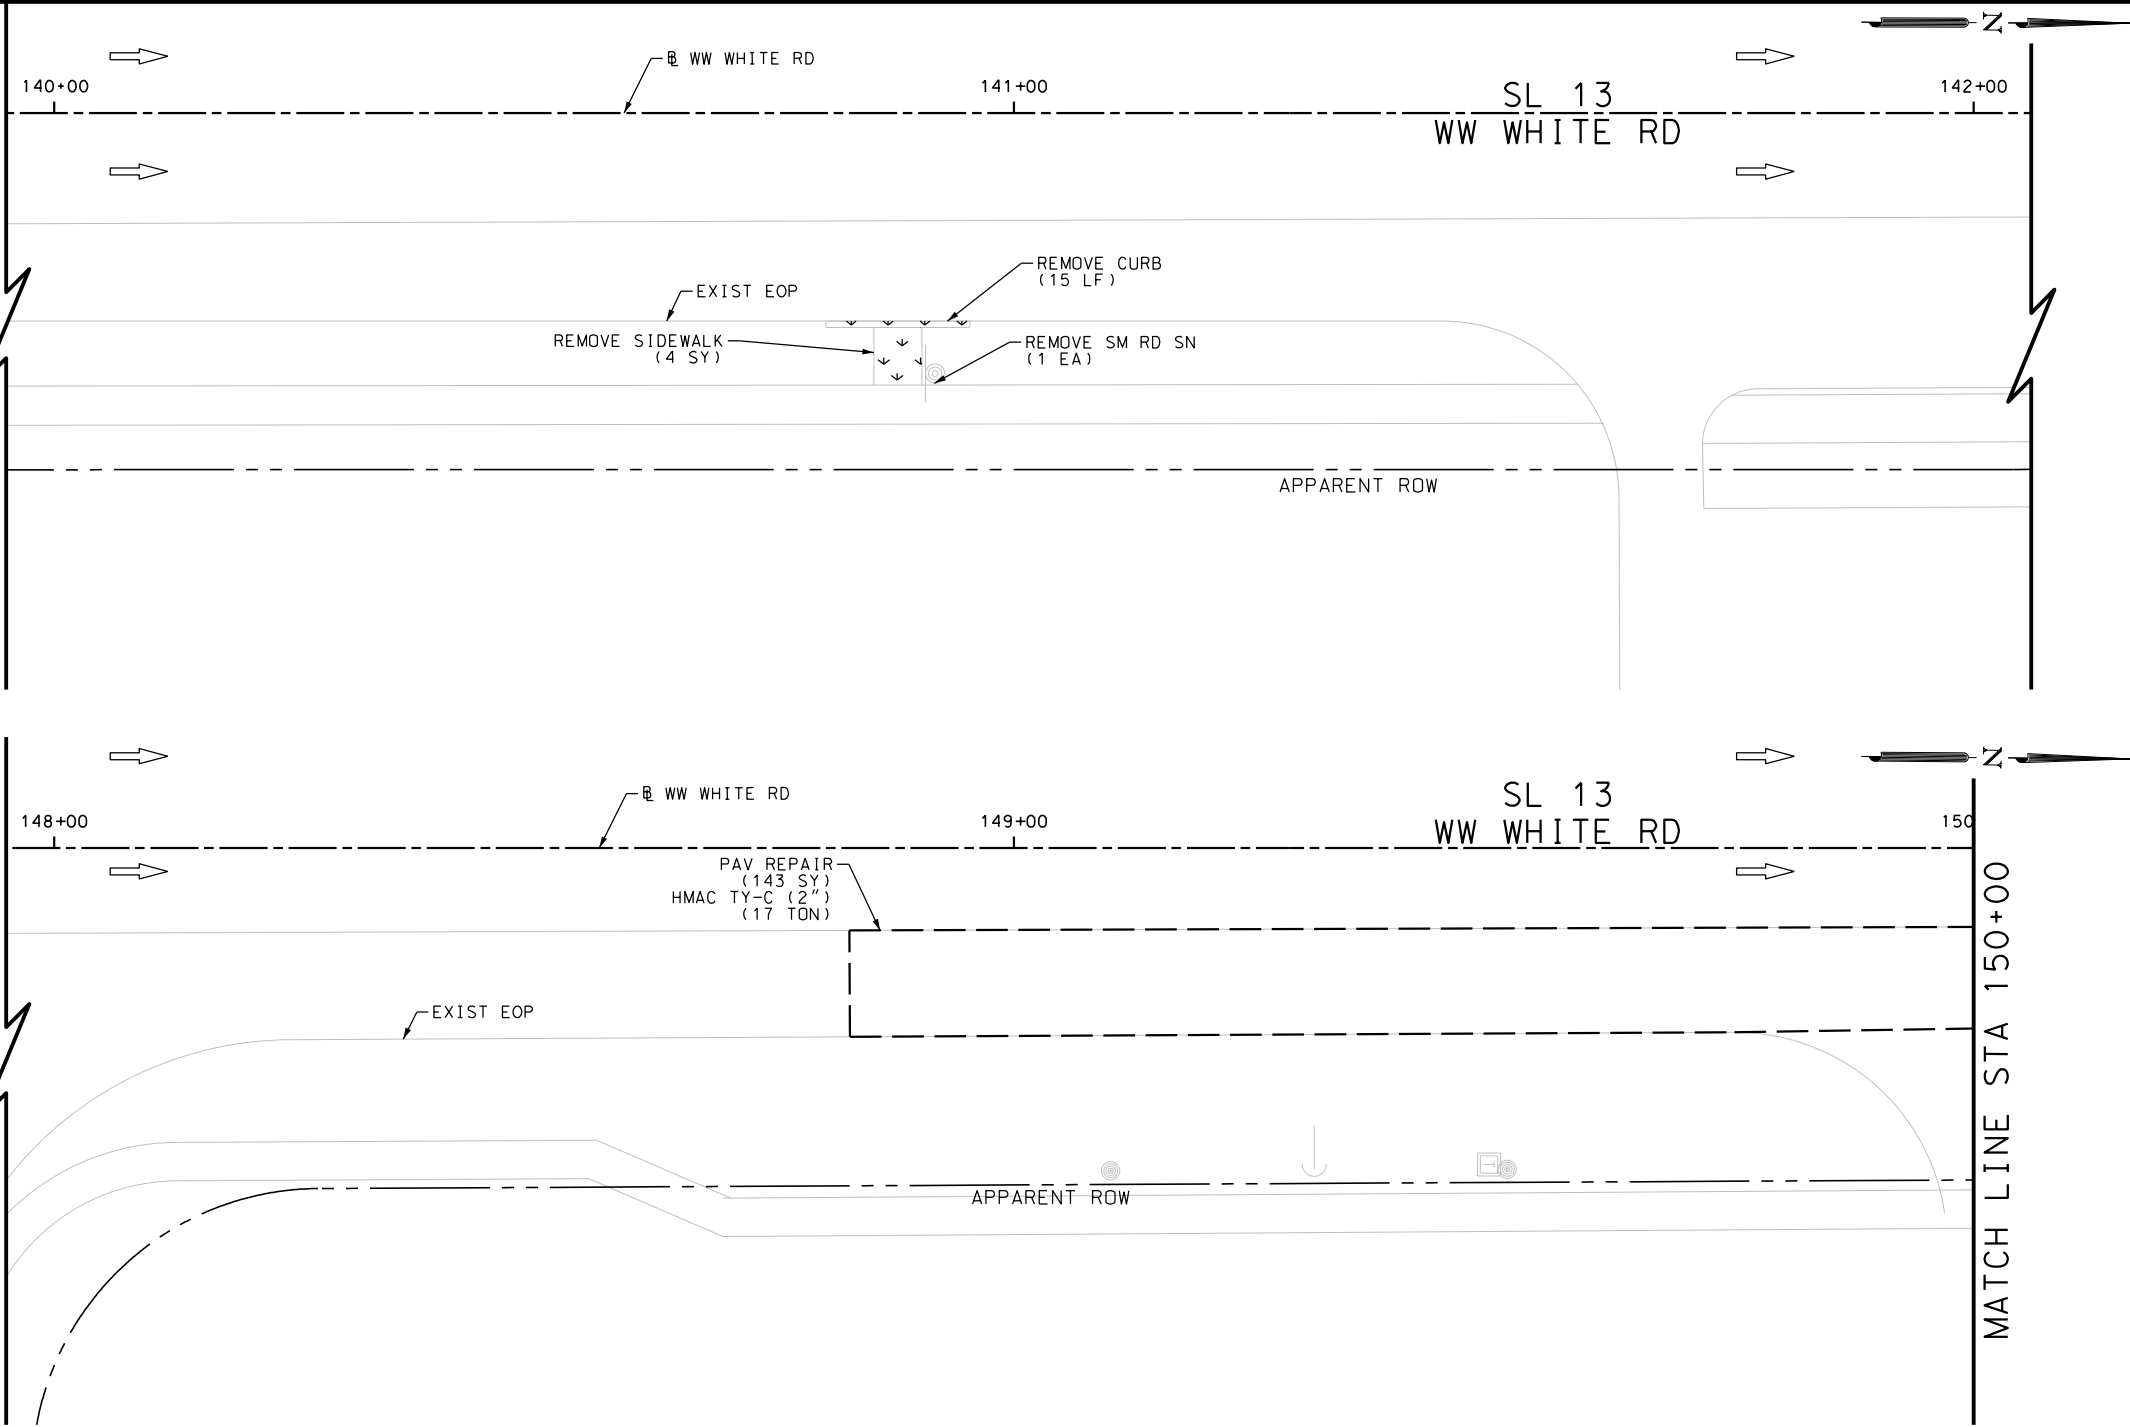 N
℄ WW WHITE RD
140+00
141+00
SL 13
142+00
WW WHITE RD
REMOVE CURB
(15 LF)
EXIST EOP
REMOVE SIDEWALK
(4 SY)
REMOVE SM RD SN
(1 EA)
APPARENT ROW
N
SL 13
WW WHITE RD
148+00
149+00
150
WW WHITE RD
PAV REPAIR
(143 SY)
HMAC TY-C (2")
(17 TON)
MATCH LINE STA 150+00
EXIST EOP
APPARENT ROW